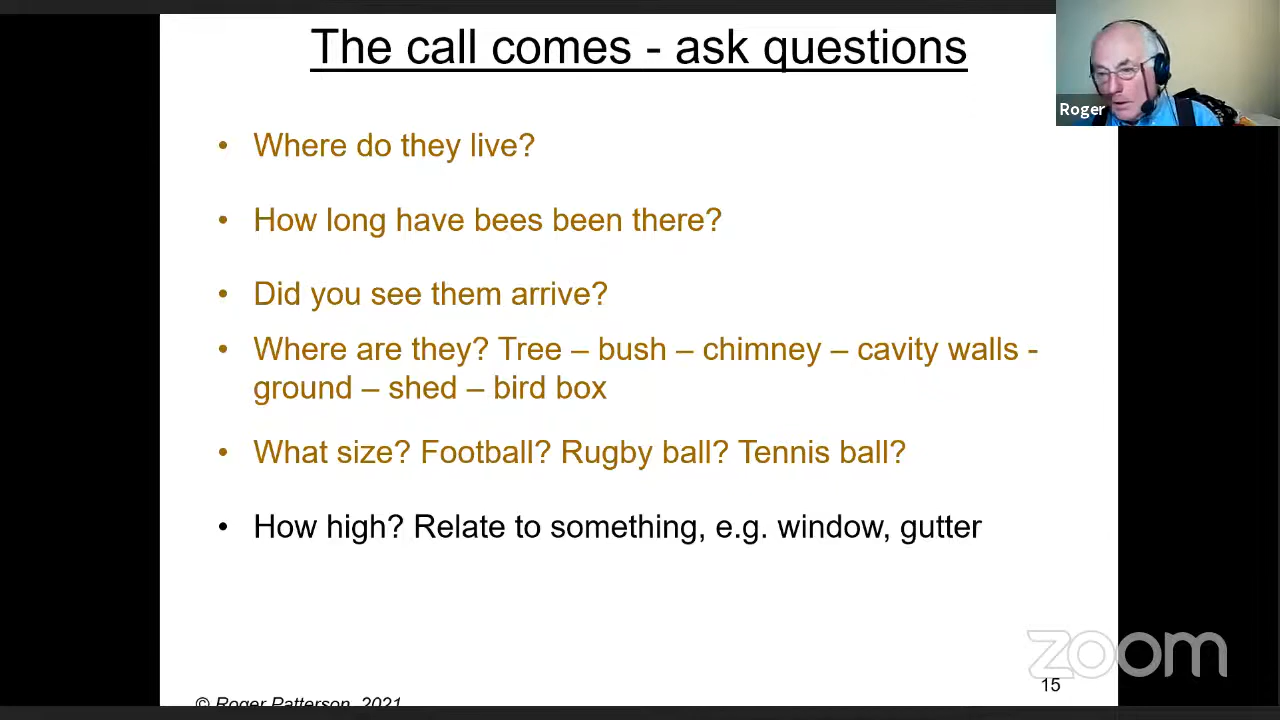 The call comes - ask questions
Roger
• Where do they live?
• How long have bees been there?
• Did you see them arrive?
• Where are they? Tree – bush – chimney – cavity walls -
ground – shed – bird box
• What size? Football? Rugby ball? Tennis ball?
• How high? Relate to something, e.g. window, gutter
zoom
15
© Roger Patterson, 2021